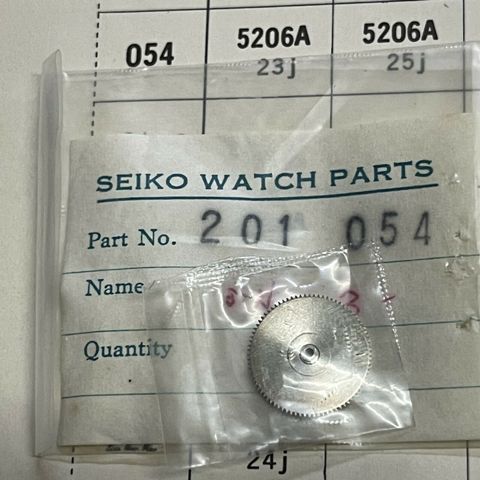 054 5206A 5206A
23j 25j
SEIKO WATCH PARTS
Part No. 201 054
Name
Quantity
24j